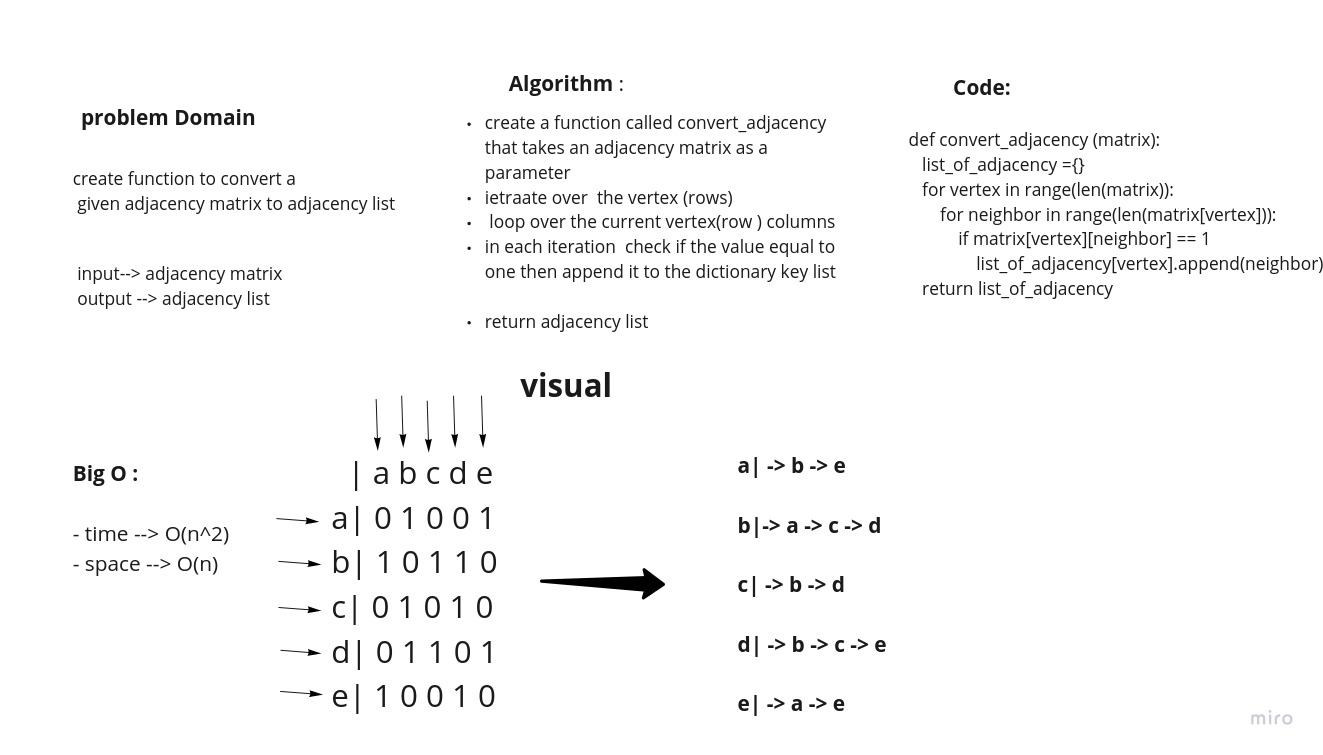 problem Domain
create function to convert a
given adjacency matrix to adjacency list
input--> adjacency matrix
output --> adjacency list
Algorithm :
• create a function called convert_adjacency
that takes an adjacency matrix as a
parameter
• ietraate over the vertex (rows)
• loop over the current vertex(row ) columns
• in each iteration check if the value equal to
one then append it to the dictionary key list
• return adjacency list
Code:
def convert_adjacency (matrix):
list_of_adjacency ={}
for vertex in range(len(matrix)):
for neighbor in range(len(matrix[vertex])):
if matrix[vertex][neighbor] == 1
list_of_adjacency[vertex].append(neighbor)
return list_of_adjacency
visual
Big O :
- time --> O(n^2)
- space --> O(n)
| a b c d e
a| 0 1 0 0 1
b| 1 0 1 1 0
c| 0 1 0 1 0
d| 0 1 1 0 1
e| 1 0 0 1 0
a| -> b -> e
b|-> a -> c -> d
c| -> b -> d
d| -> b -> c -> e
e| -> a -> e
miro